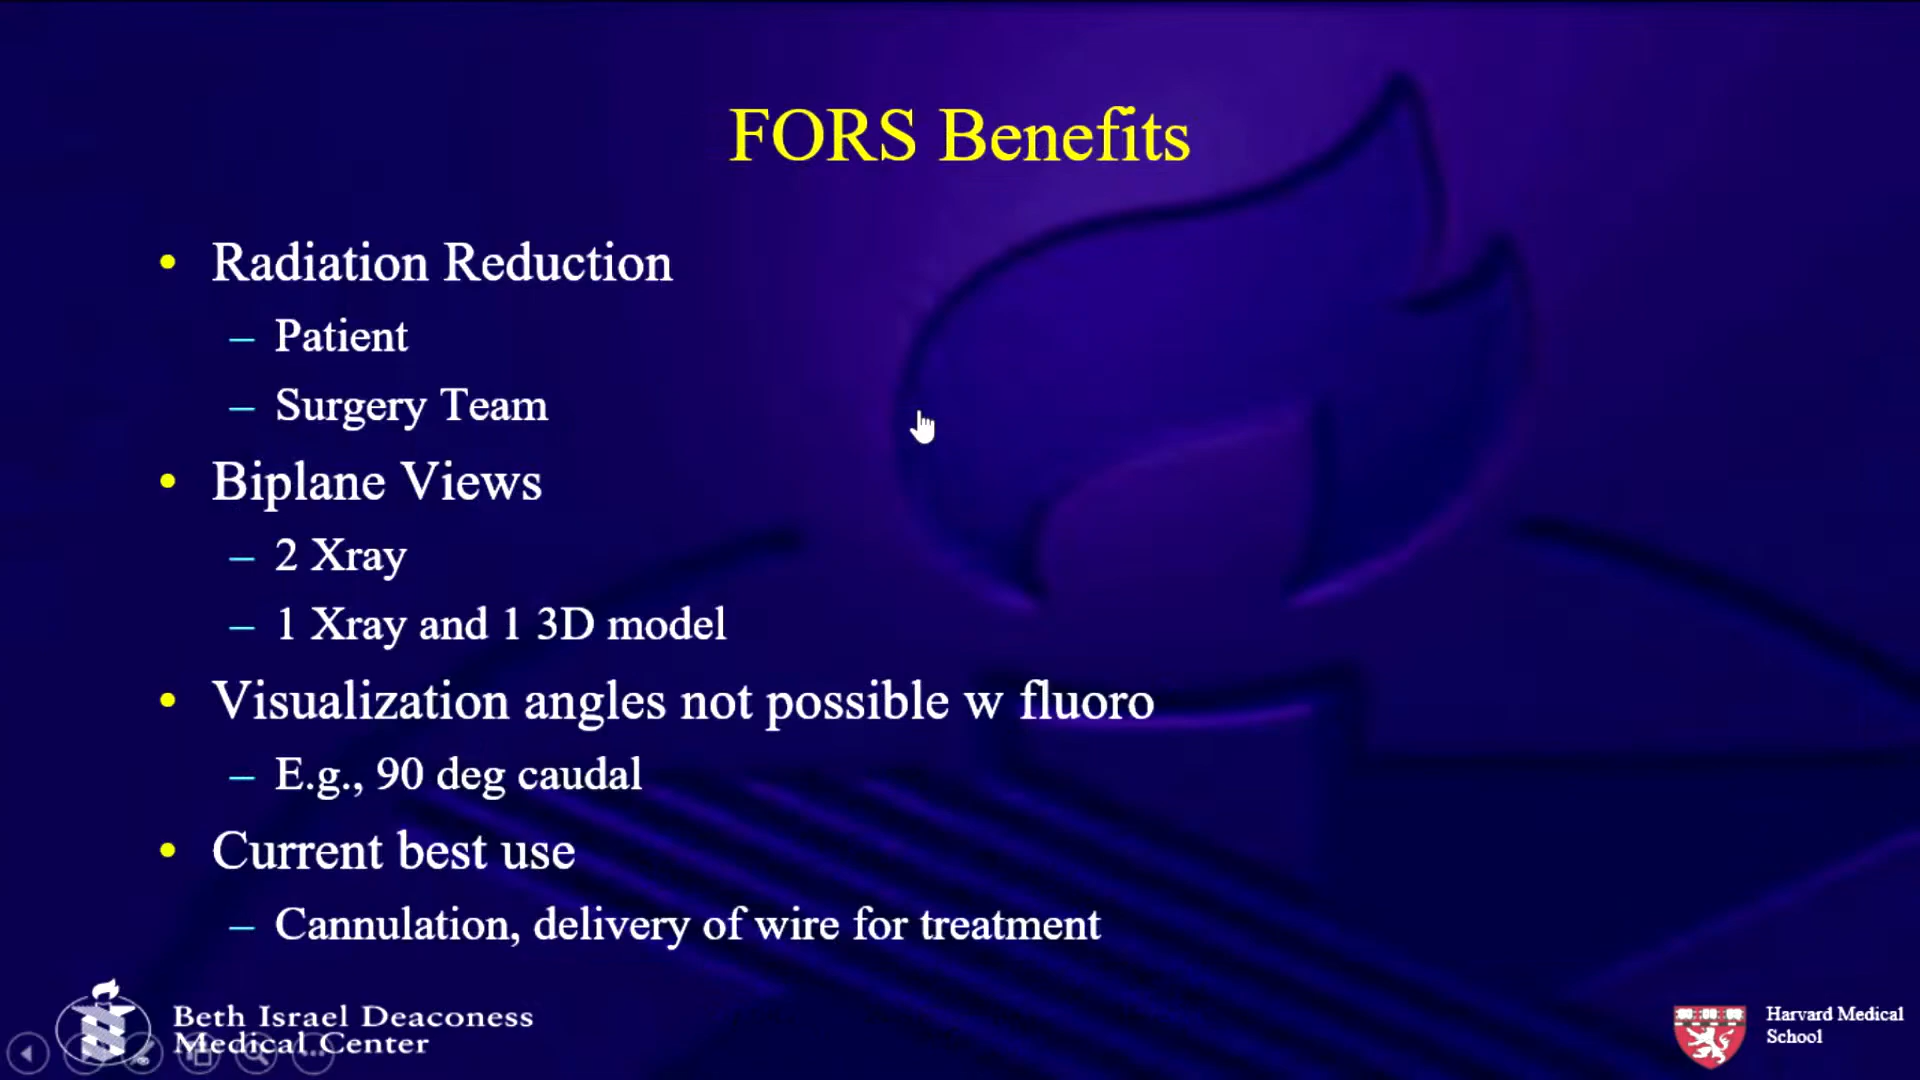 FORS Benefits
• Radiation Reduction
– Patient
– Surgery Team
• Biplane Views
– 2 Xray
– 1 Xray and 1 3D model
• Visualization angles not possible w fluoro
– E.g., 90 deg caudal
• Current best use
– Cannulation, delivery of wire for treatment
Beth Israel Deaconess
Medical Center
Harvard Medical
School